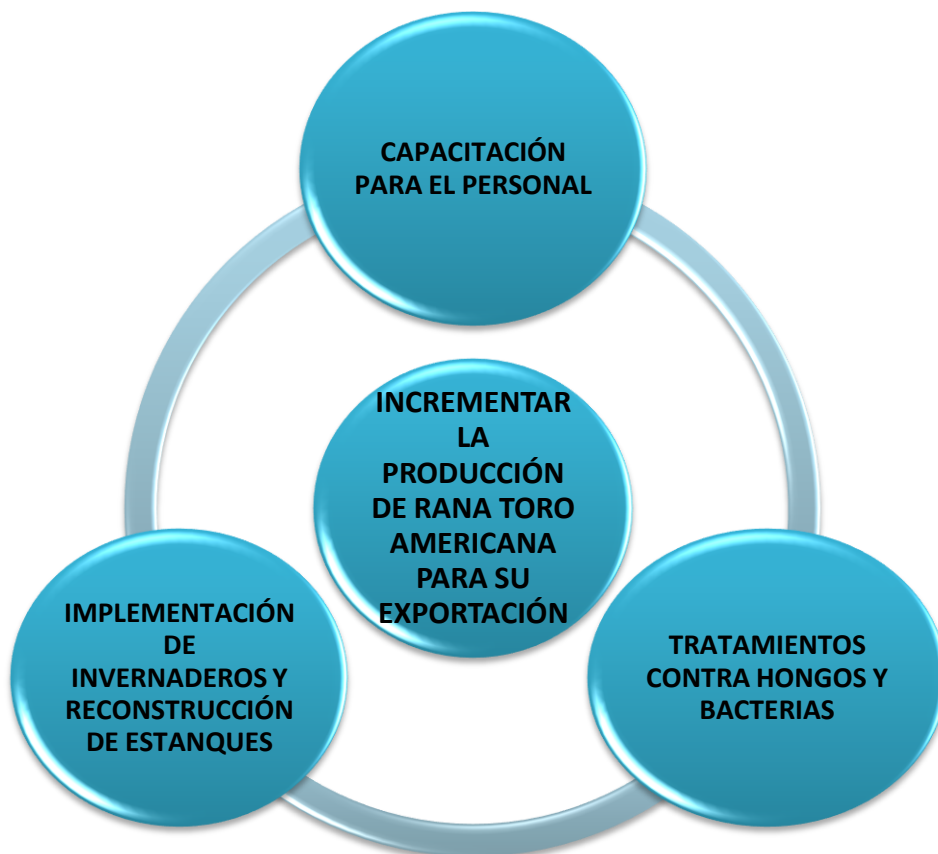 CAPACITACIÓN
PARA EL PERSONAL
INCREMENTAR
LA
PRODUCCIÓN
DE RANA TORO
AMERICANA
PARA SU
EXPORTACIÓN
IMPLEMENTACIÓN
DE
INVERNADEROS Y
RECONSTRUCCIÓN
DE ESTANQUES
TRATAMIENTOS
CONTRA HONGOS Y
BACTERIAS